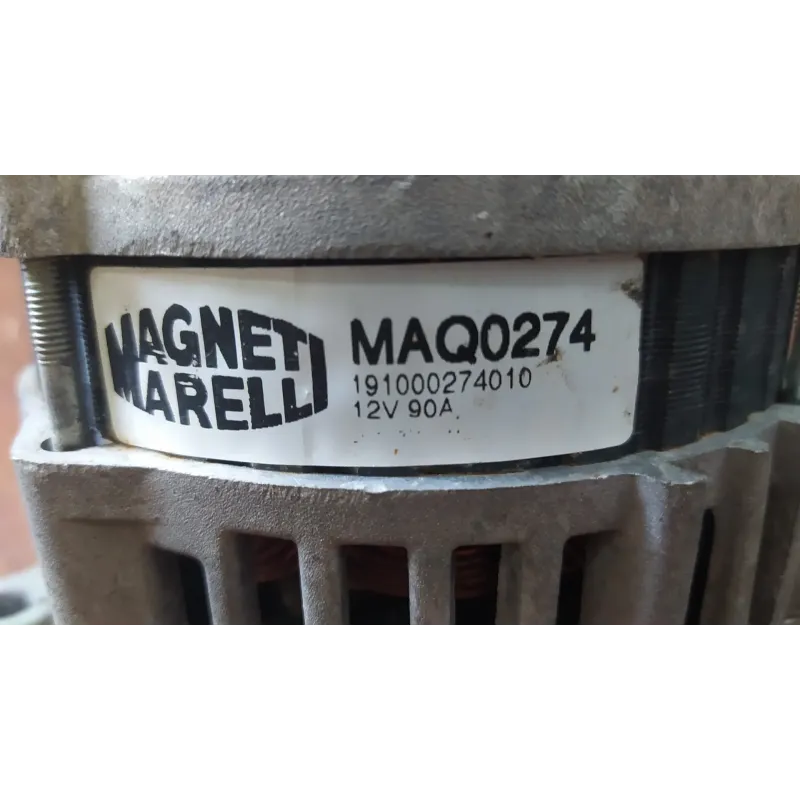 MAGNETI
MARELLI
MAQ0274
191000274010
12V 90A